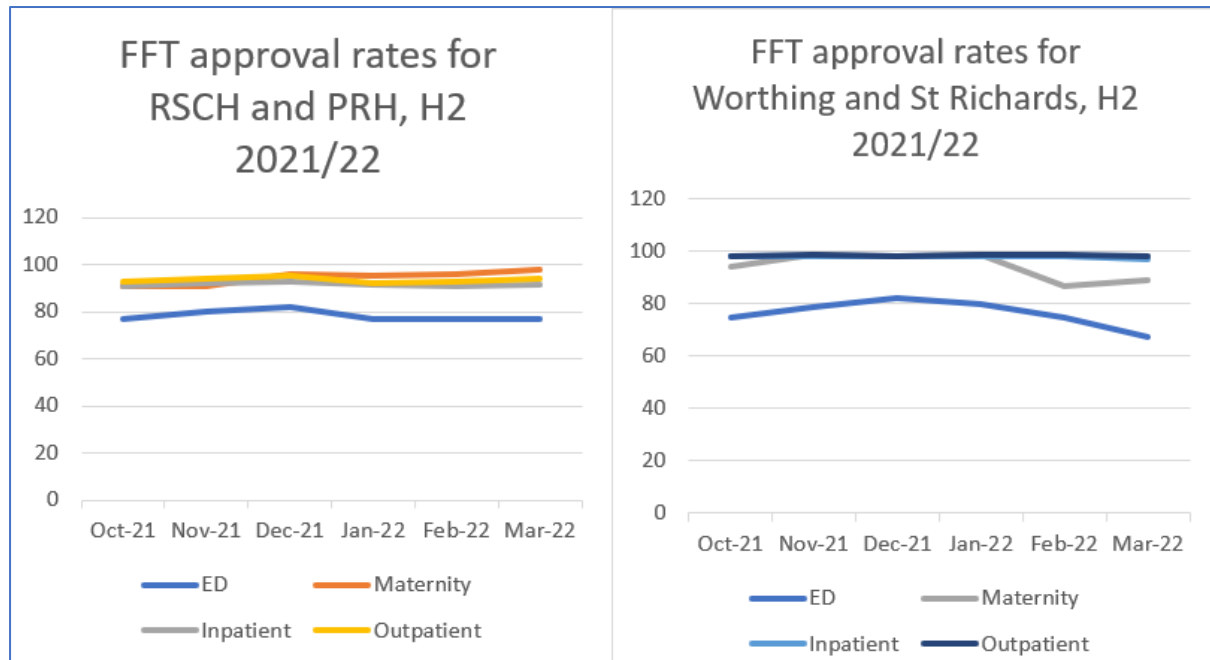 FFT approval rates for
RSCH and PRH, H2
2021/22
120
100
80
60
40
20
0
Oct-21 Nov-21 Dec-21 Jan-22 Feb-22 Mar-22
ED Maternity
Inpatient Outpatient
FFT approval rates for
Worthing and St Richards, H2
2021/22
120
100
80
60
40
20
0
Oct-21 Nov-21 Dec-21 Jan-22 Feb-22 Mar-22
ED Maternity
Inpatient Outpatient